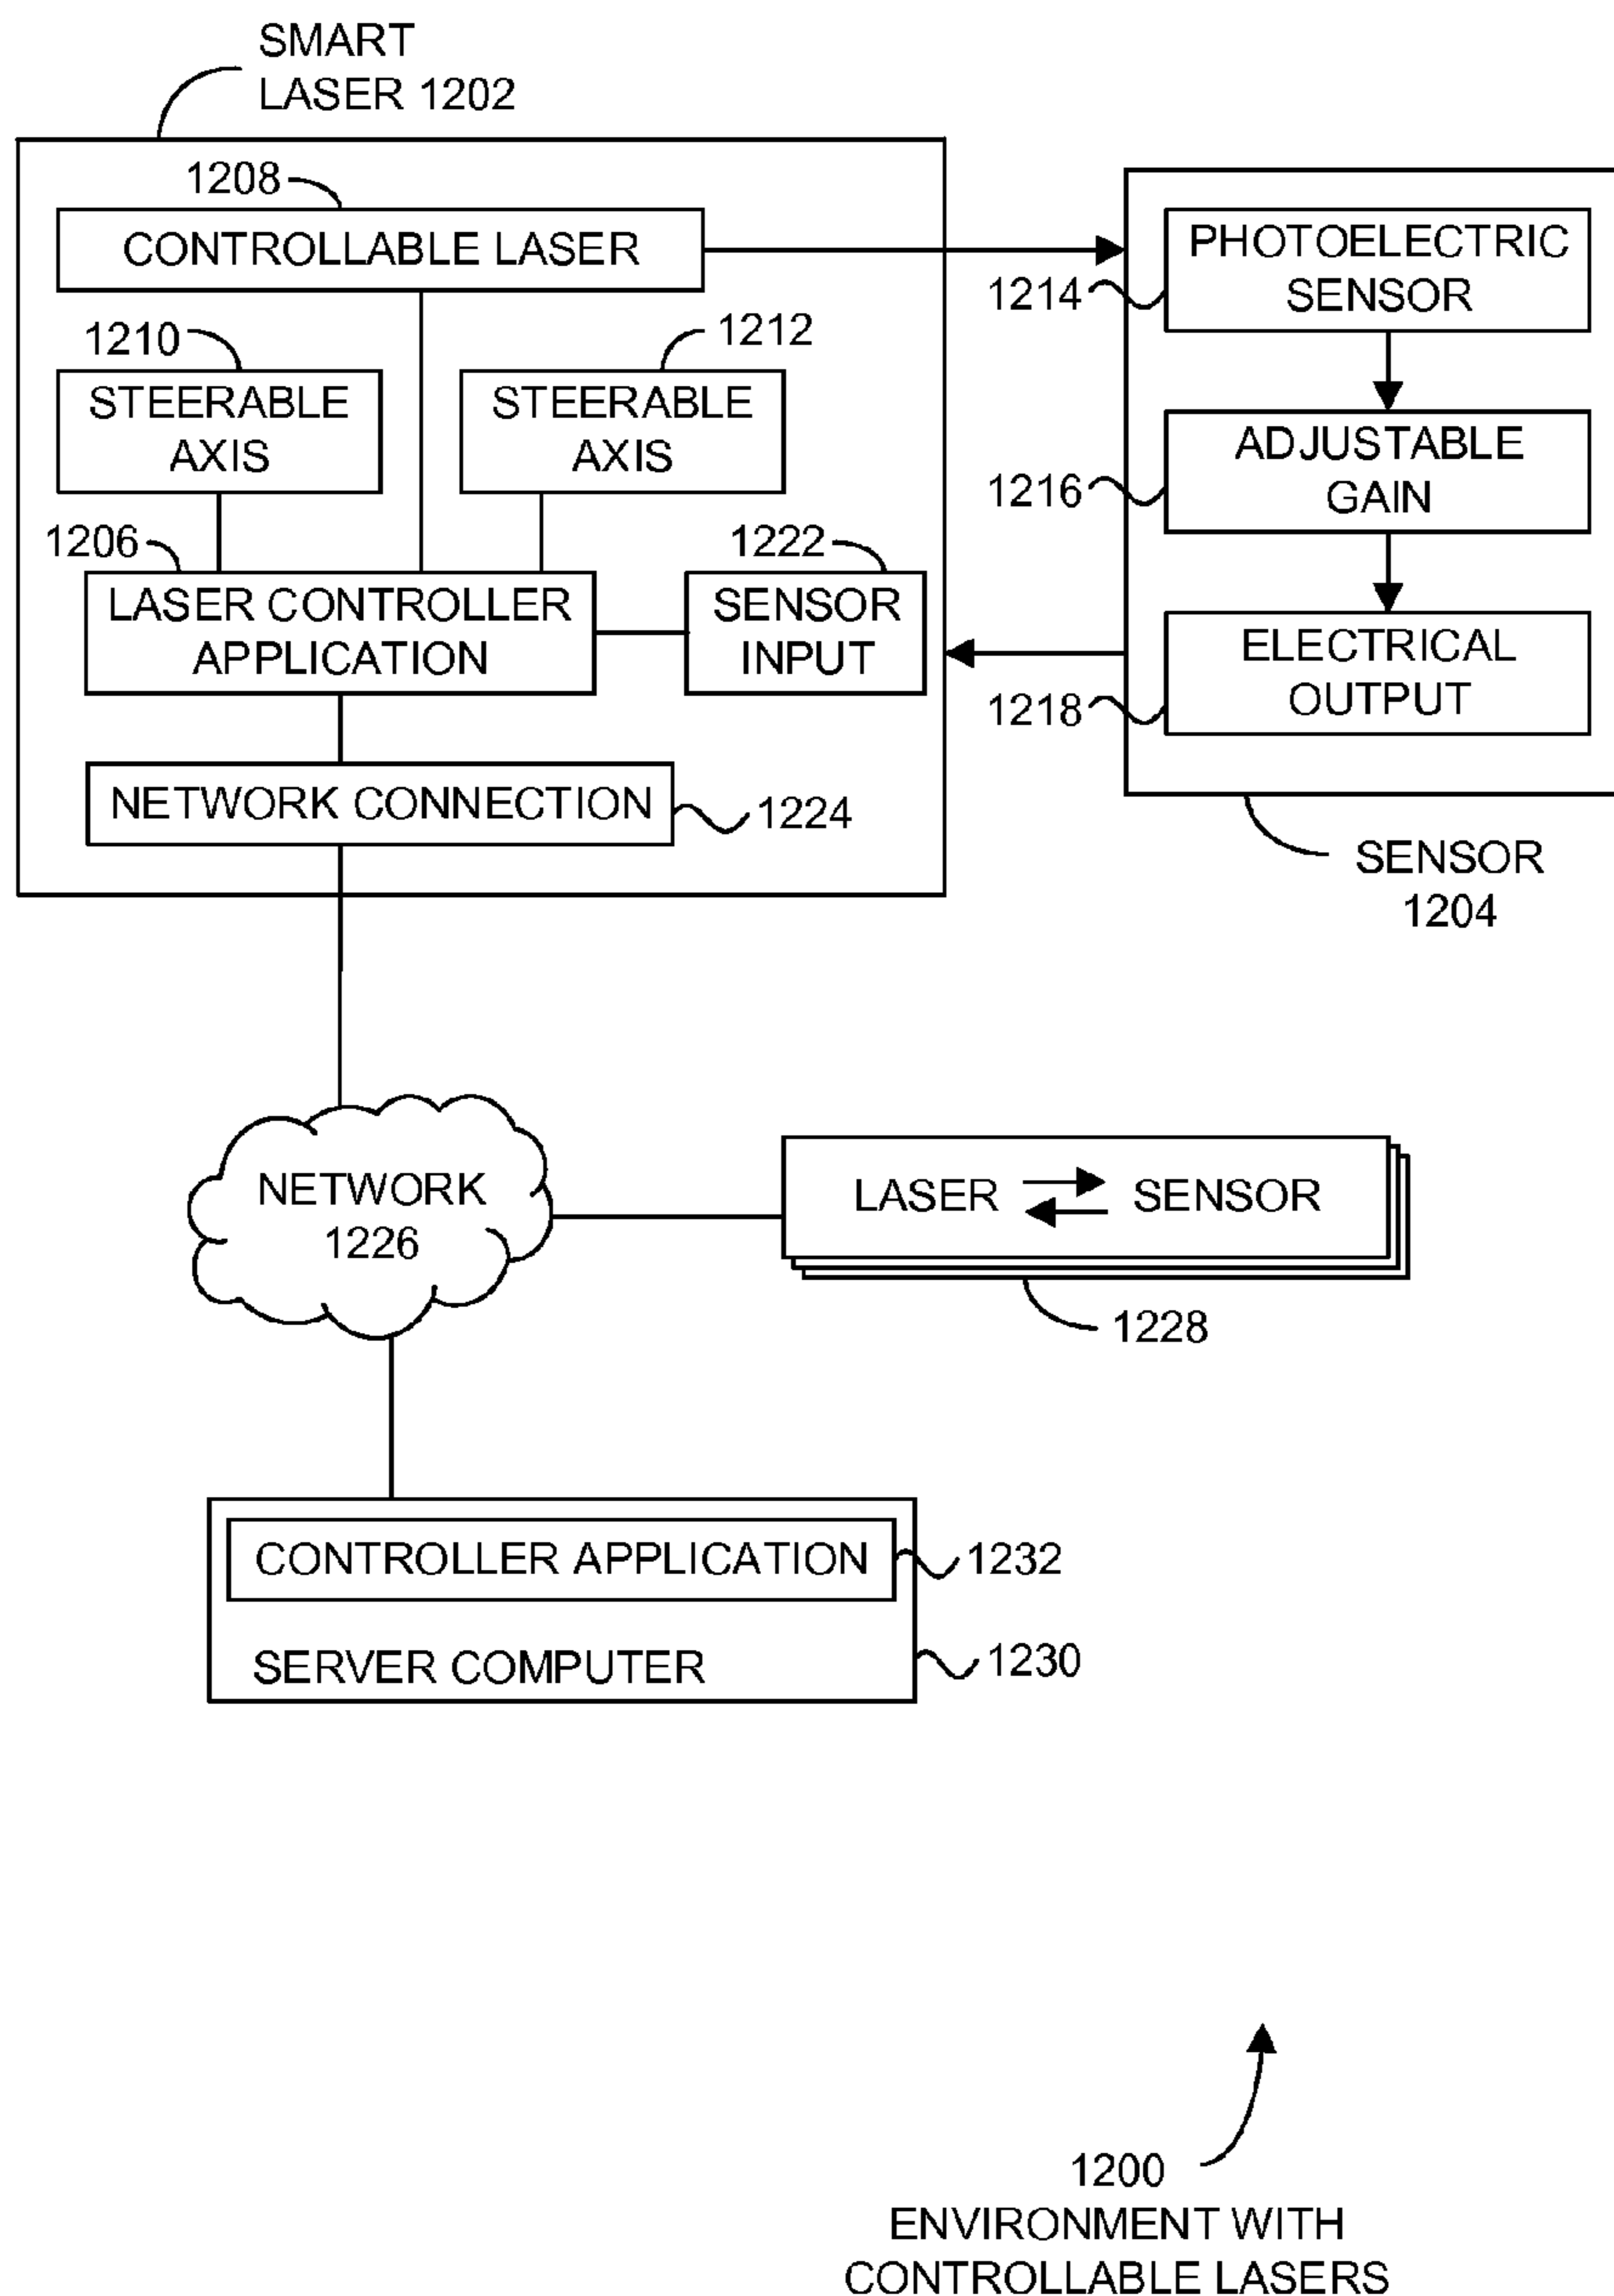 SMART
LASER 1202
1208
CONTROLLABLE LASER
1210
STEERABLE
AXIS
1212
STEERABLE
AXIS
1206
LASER CONTROLLER
APPLICATION
1222
SENSOR
INPUT
NETWORK CONNECTION
1224
PHOTOELECTRIC
SENSOR
1214
ADJUSTABLE
GAIN
1216
ELECTRICAL
OUTPUT
1218
SENSOR
1204
NETWORK
1226
LASER SENSOR
1228
CONTROLLER APPLICATION
1232
SERVER COMPUTER
1230
1200
ENVIRONMENT WITH
CONTROLLABLE LASERS